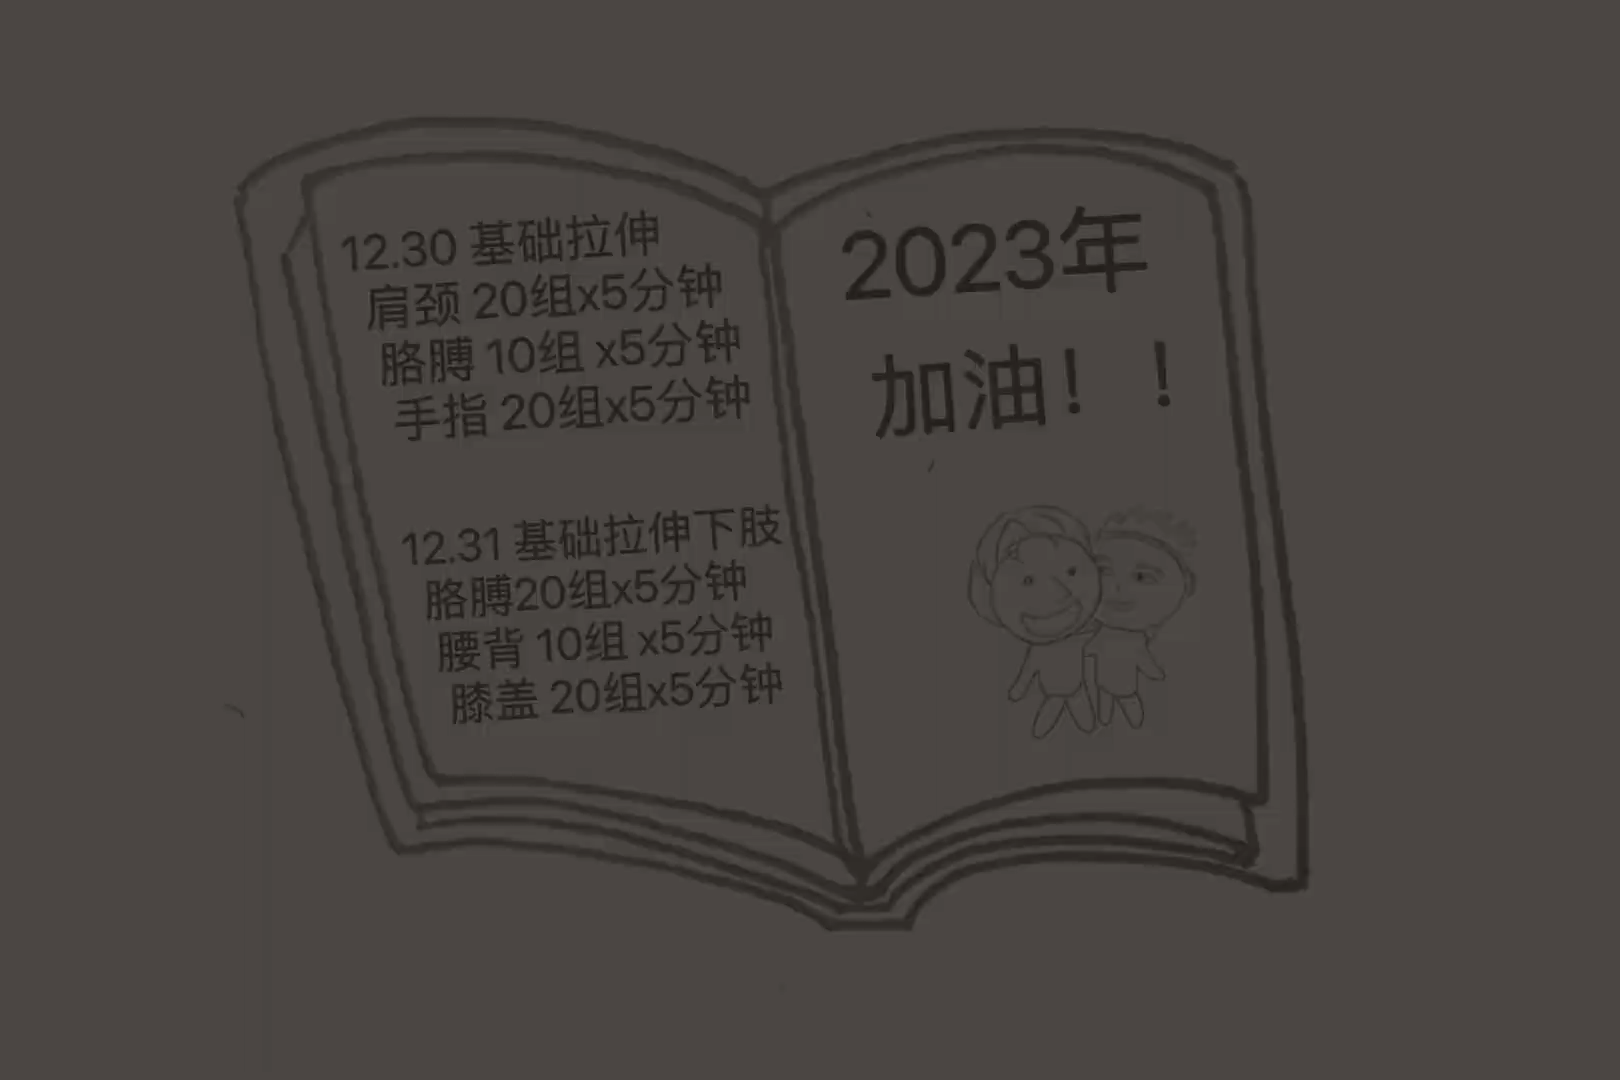 12.30 基础拉伸
肩颈 20组x5分钟
胳膊 10组 x5分钟
手指 20组x5分钟
12.31 基础拉伸下肢
胳膊20组x5分钟
腰背 10组 x5分钟
膝盖 20组x5分钟
2023年
加油！！